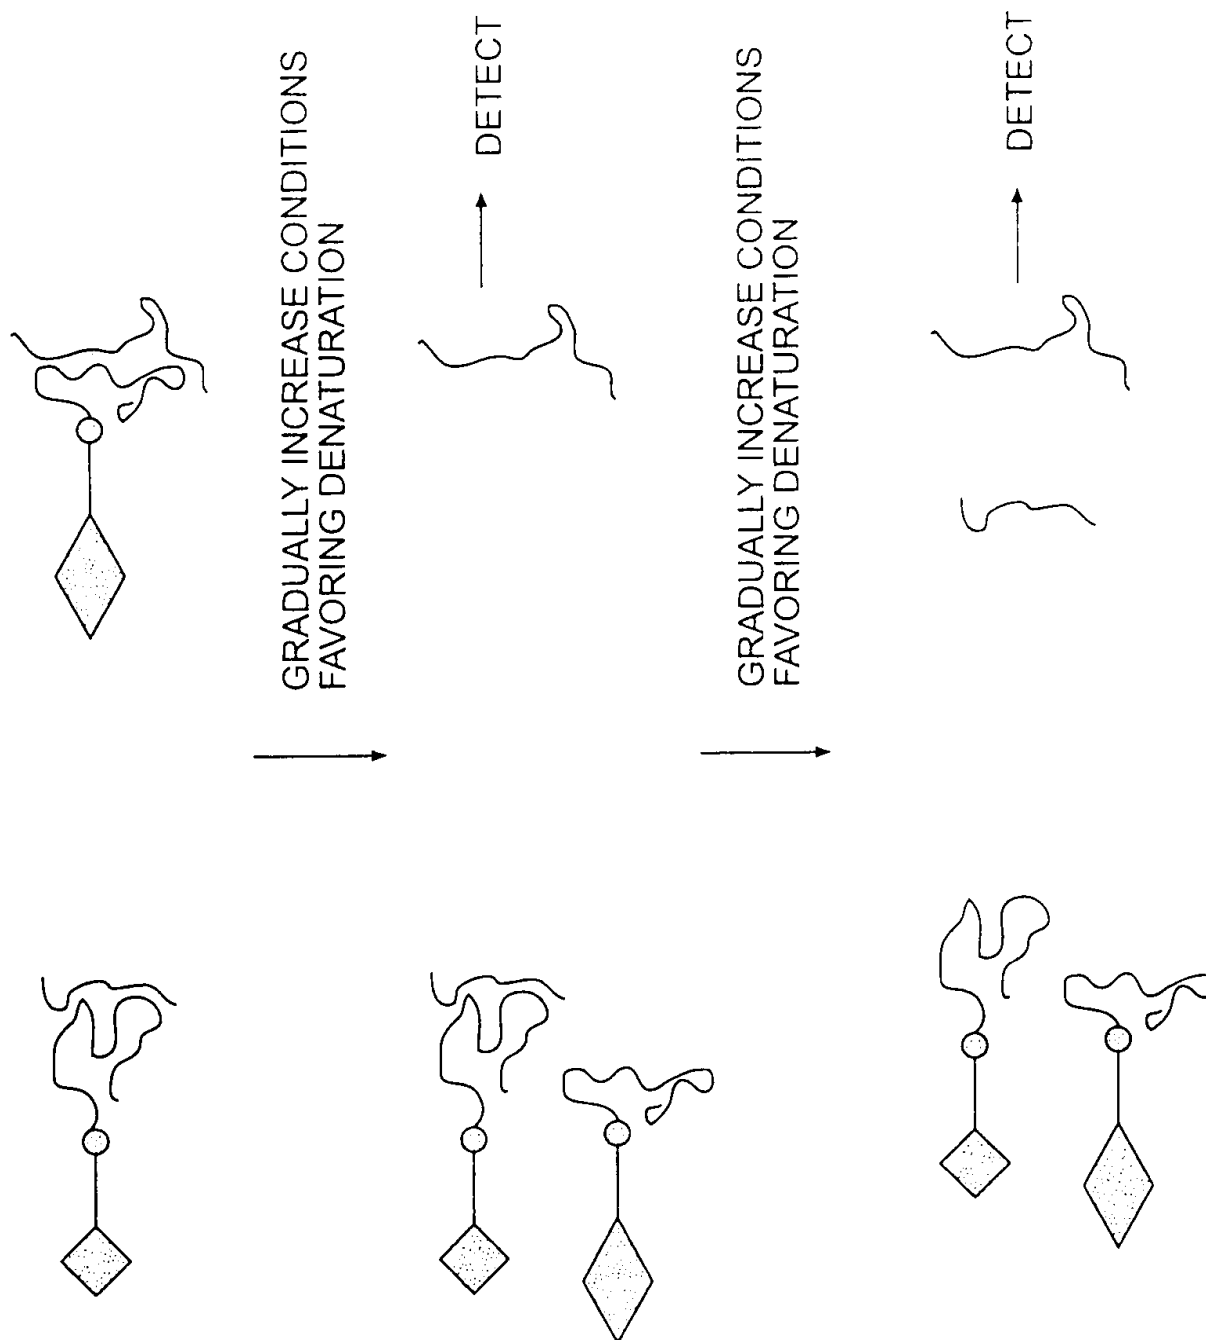 GRADUALLY INCREASE CONDITIONS
FAVORING DENATURATION
DETECT
GRADUALLY INCREASE CONDITIONS
FAVORING DENATURATION
DETECT